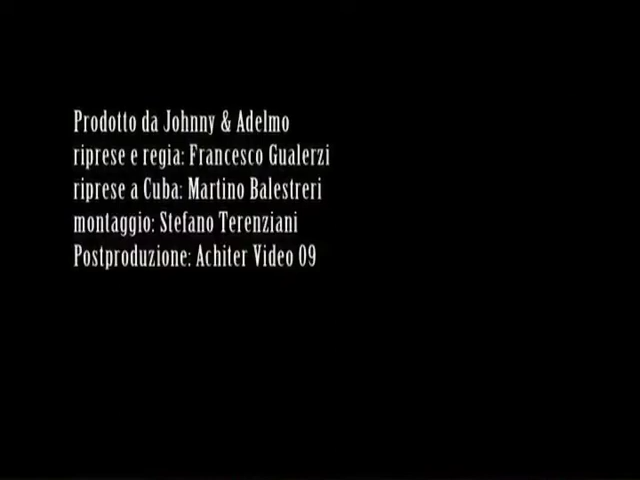 Prodotto da Johnny & Adelmo
riprese e regia: Francesco Gualerzi
riprese a Cuba: Martino Balestreri
montaggio: Stefano Terenziani
Postproduzione: Achiter Video 09